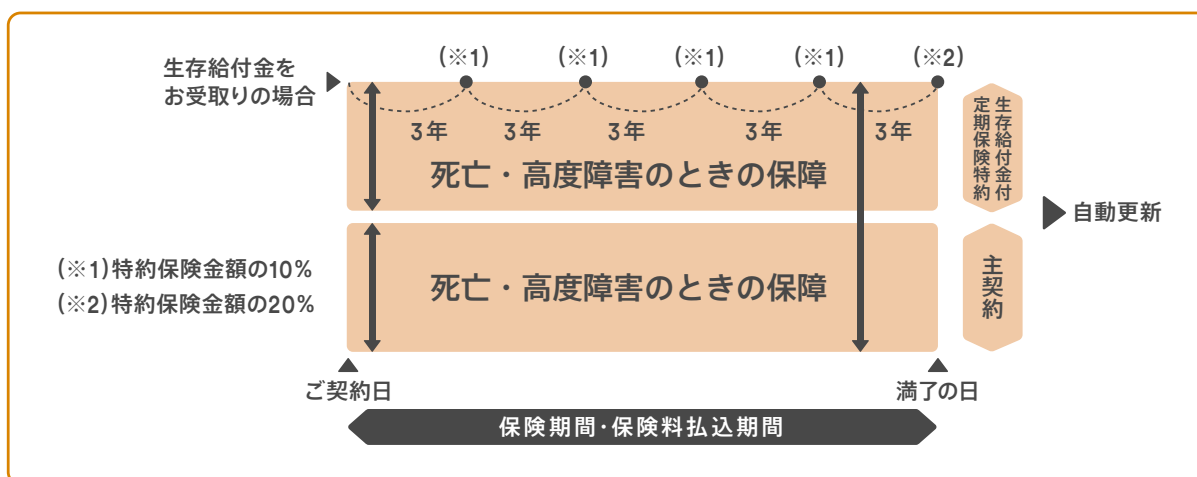 (※1) (※1) (※1) (※1) (※2)
生存給付金を
お受取りの場合
3年 3年 3年 3年 3年
死亡・高度障害のときの保障
生存給付金付
定期保険特約
自動更新
(※1)特約保険金額の10%
(※2)特約保険金額の20%
死亡・高度障害のときの保障
主契約
ご契約日
満了の日
保険期間・保険料払込期間